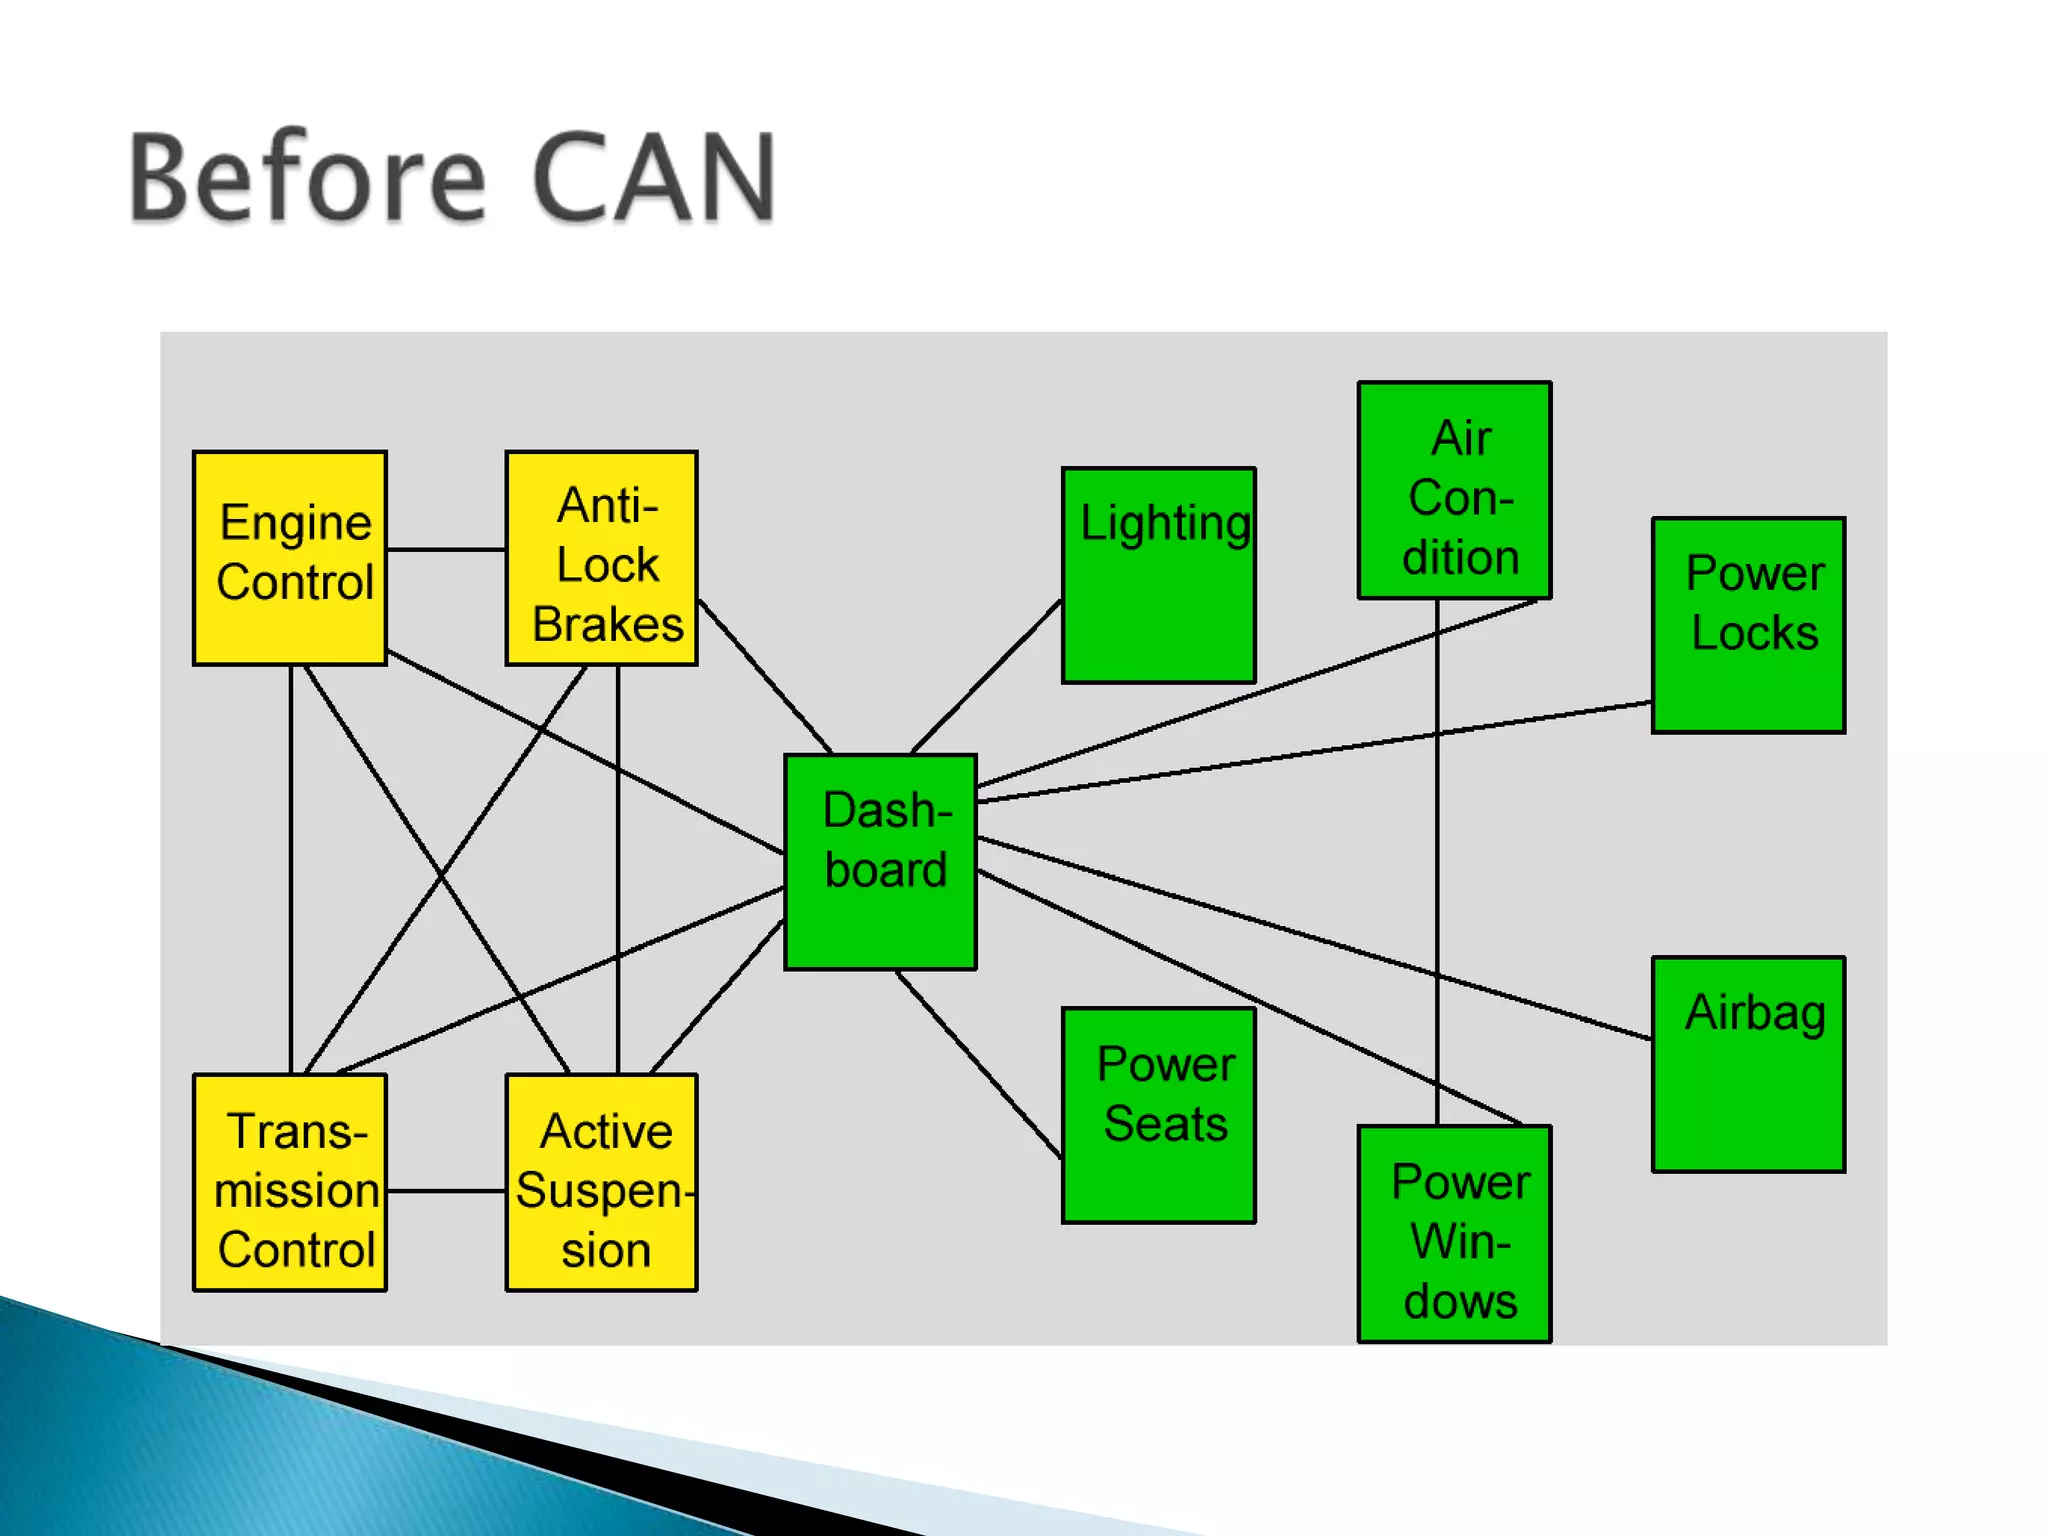 Before CAN
Engine
Control
Anti-
Lock
Brakes
Lighting
Air
Con-
dition
Power
Locks
Dash-
board
Trans-
mission
Control
Active
Suspen-
sion
Power
Seats
Power
Win-
dows
Airbag